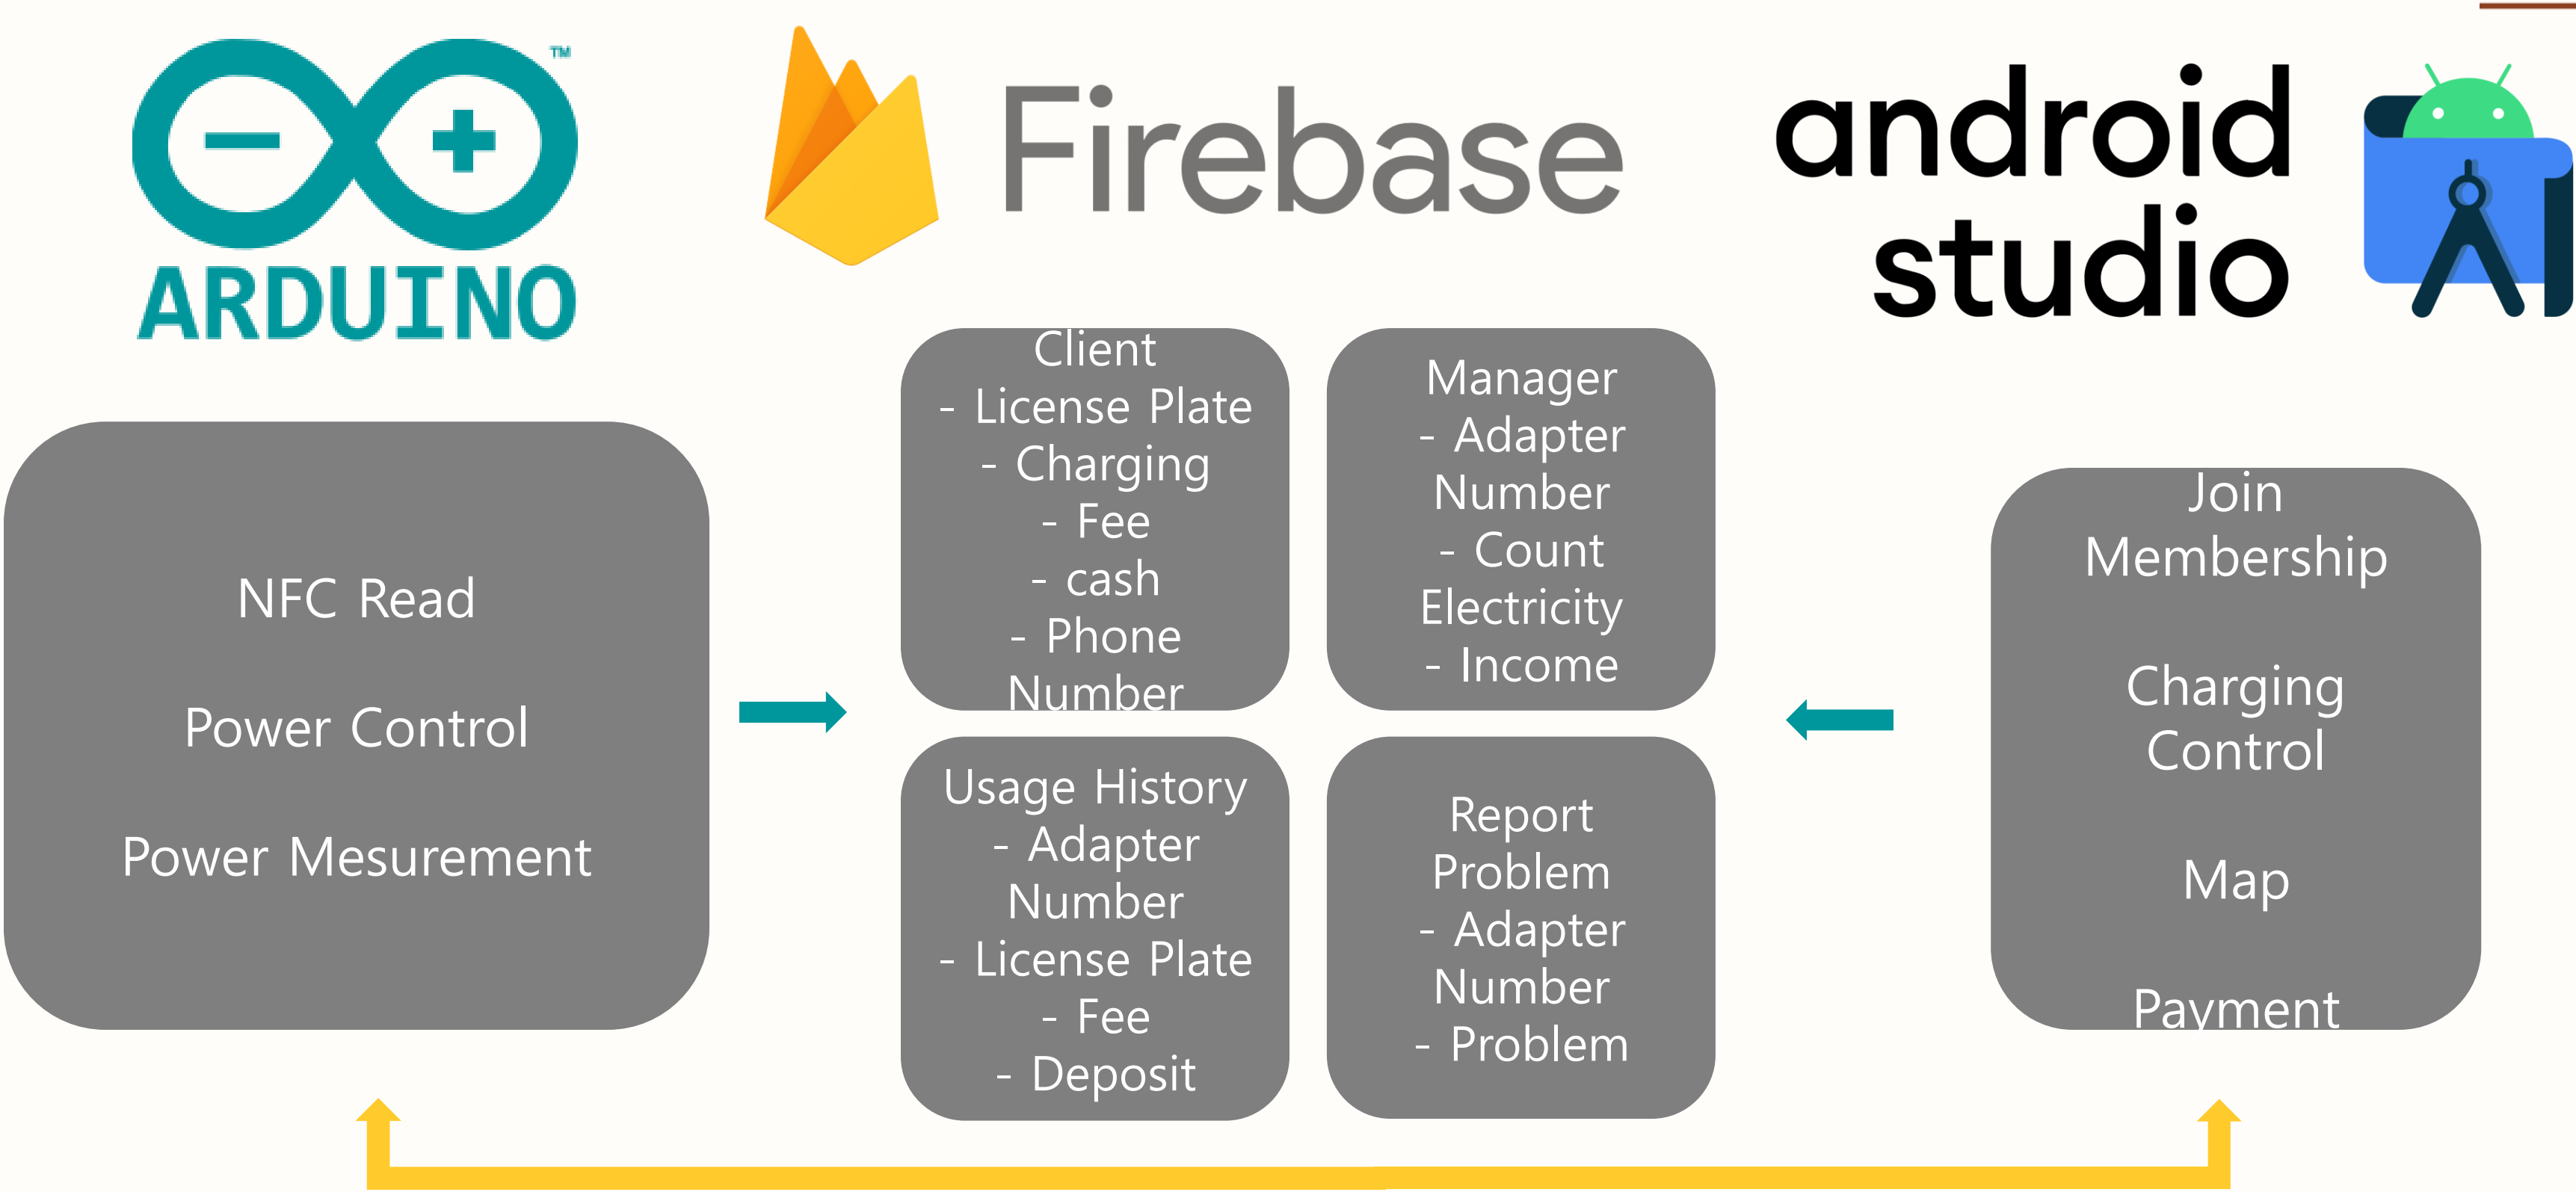 ARDUINO
TM
Firebase
android
studio
NFC Read
Power Control
Power Mesurement
Client
- License Plate
- Charging
- Fee
- cash
- Phone
Number
Manager
- Adapter
Number
- Count
Electricity
- Income
Usage History
- Adapter
Number
- License Plate
- Fee
- Deposit
Report
Problem
- Adapter
Number
- Problem
Join
Membership
Charging
Control
Map
Payment